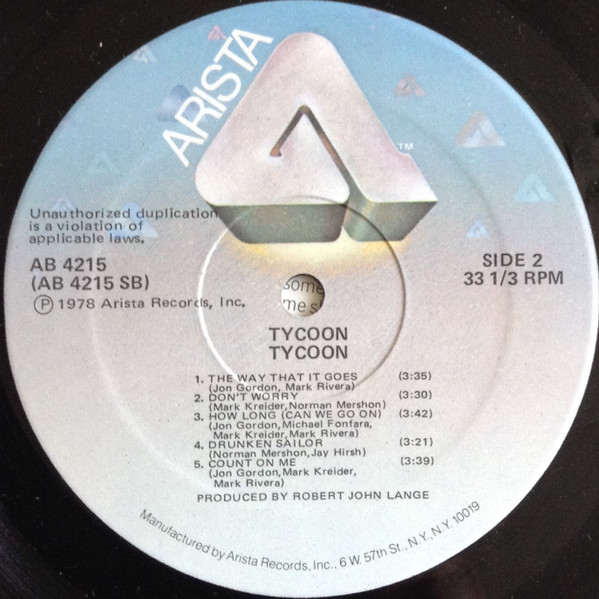 ARISTA
TM
Unauthorized duplication
is a violation of
applicable laws.
AB 4215
(AB 4215 SB)
Ⓟ 1978 Arista Records, Inc.
SIDE 2
33 1/3 RPM
some
me s
TYCOON
TYCOON
1. THE WAY THAT IT GOES (3:35)
(Jon Gordon, Mark Rivera)
2. DON'T WORRY (3:30)
(Mark Kreider, Norman Mershon)
3. HOW LONG (CAN WE GO ON) (3:42)
(Jon Gordon, Michael Fonfara,
Mark Kreider, Mark Rivera)
4. DRUNKEN SAILOR (3:21)
(Norman Mershon, Jay Hirsh)
5. COUNT ON ME (3:39)
(Jon Gordon, Mark Kreider,
Mark Rivera)
PRODUCED BY ROBERT JOHN LANGE
Manufactured by Arista Records, Inc., 6 W. 57th St., N.Y., N.Y. 10019